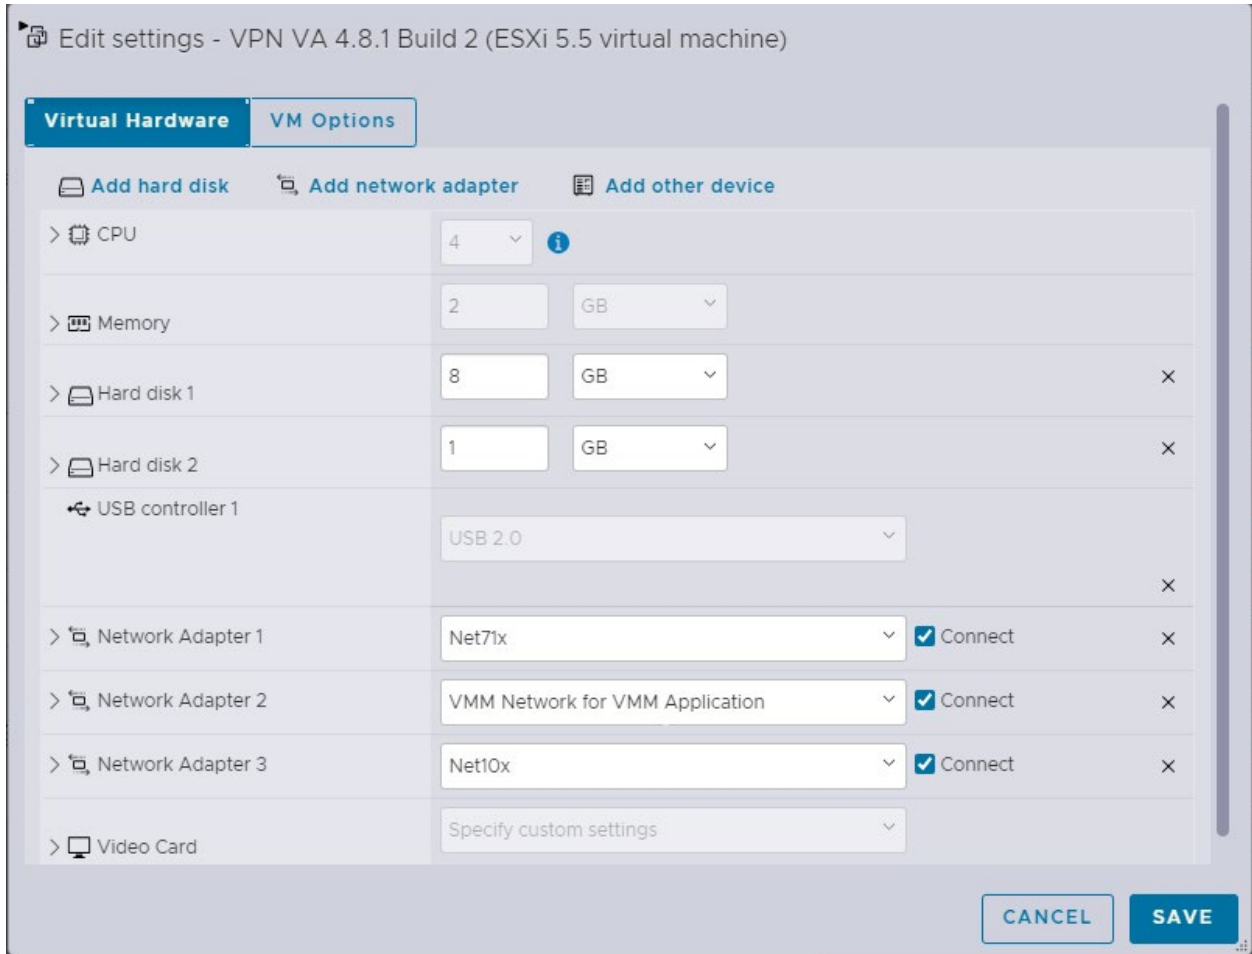 Edit settings - VPN VA 4.8.1 Build 2 (ESXi 5.5 virtual machine)
Virtual Hardware VM Options
Add hard disk Add network adapter Add other device
CPU 4
Memory 2 GB
Hard disk 1 8 GB
Hard disk 2 1 GB
USB controller 1
USB 2.0
Network Adapter 1 Net71x Connect
Network Adapter 2 VMM Network for VMM Application Connect
Network Adapter 3 Net10x Connect
Video Card Specify custom settings
CANCEL SAVE